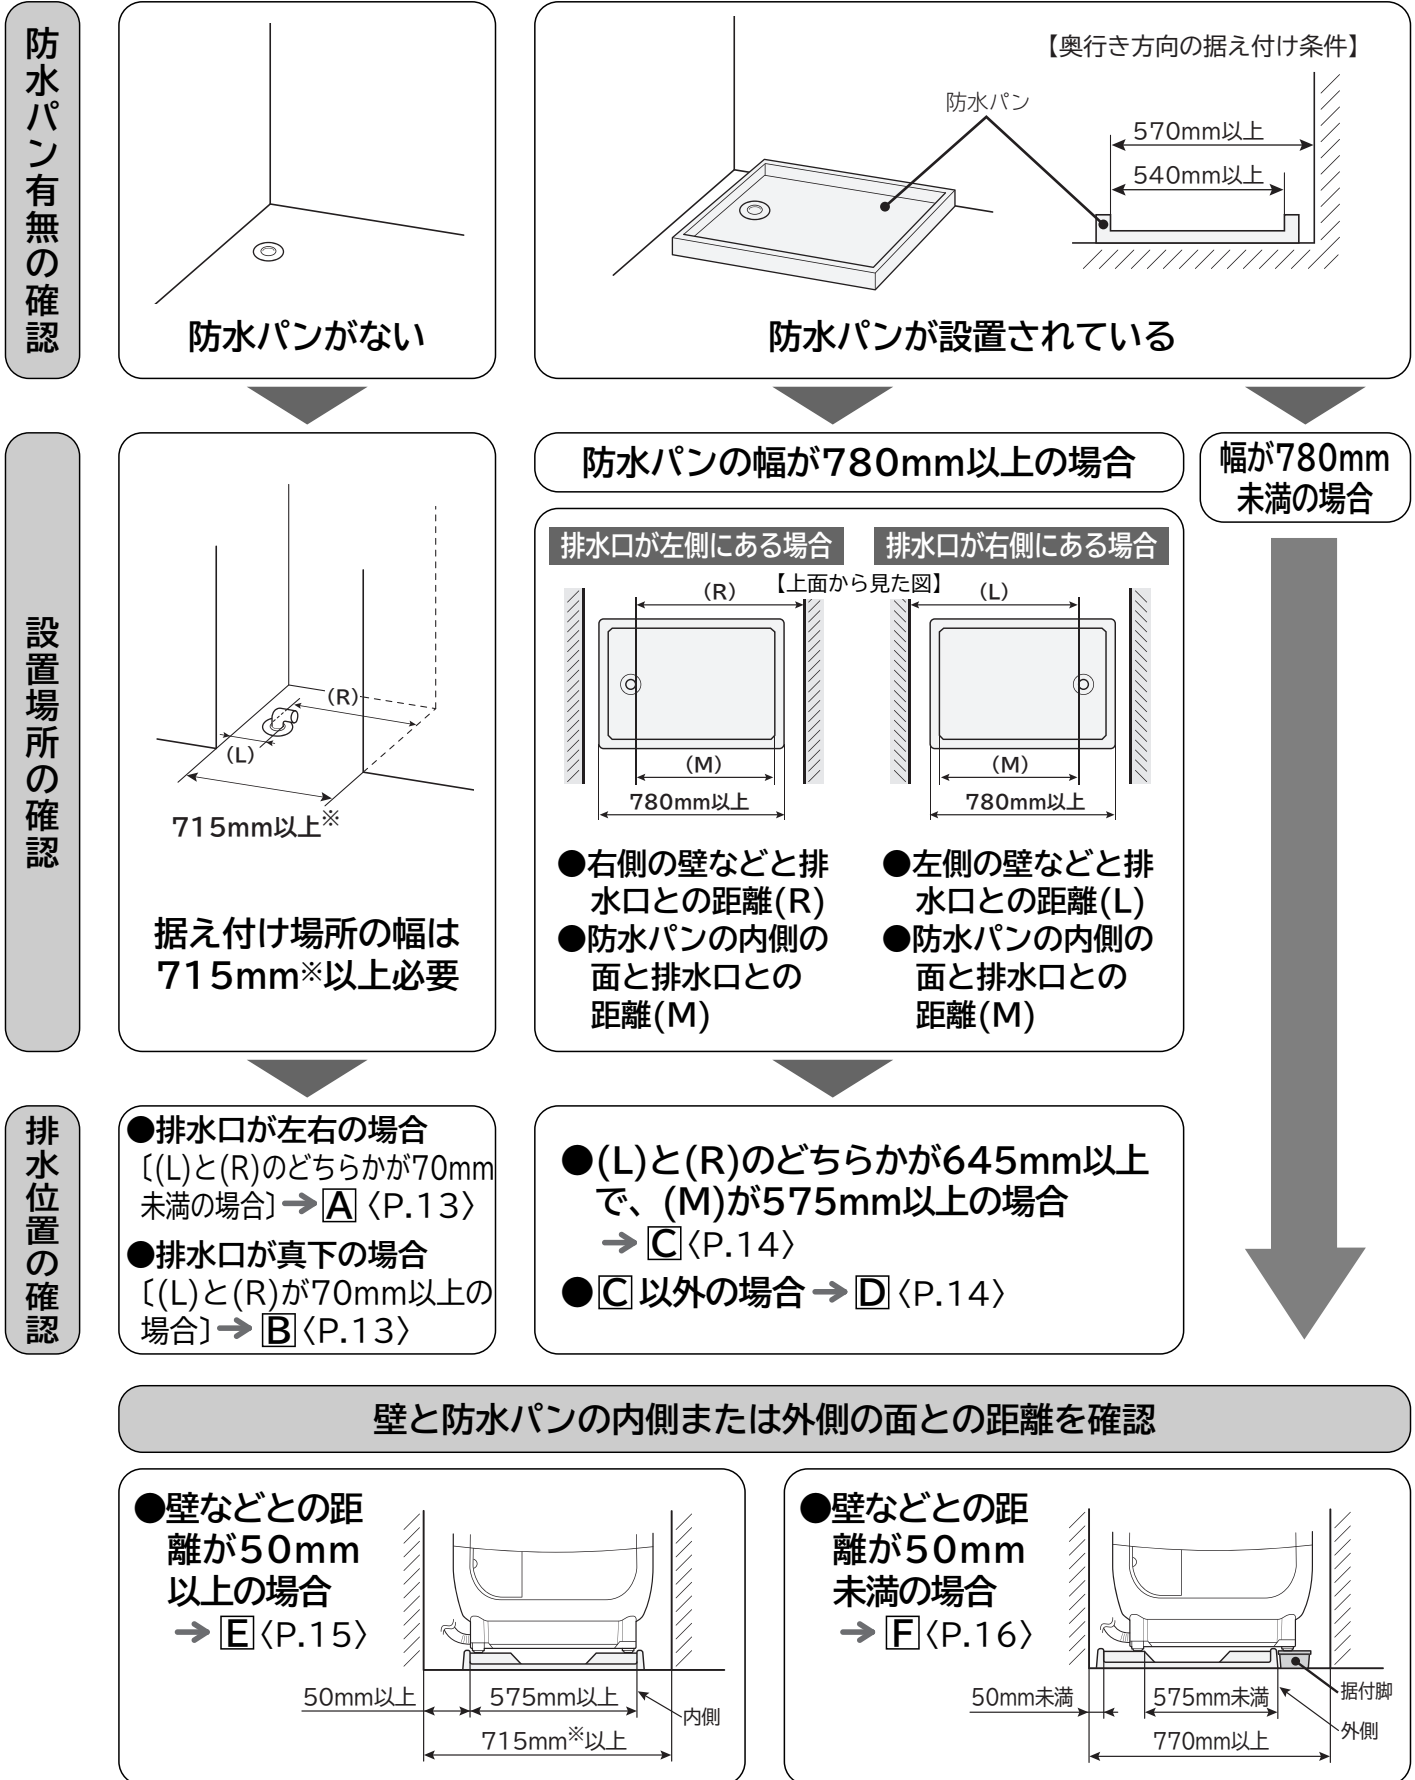 防水パン有無の確認
防水パンがない
【奥行き方向の据え付け条件】
防水パン
570mm以上
540mm以上
防水パンが設置されている
設置場所の確認
(R)
(L)
715mm以上※
据え付け場所の幅は
715mm※以上必要
防水パンの幅が780mm以上の場合
排水口が左側にある場合
排水口が右側にある場合
【上面から見た図】
(R)
(L)
(M)
(M)
780mm以上
780mm以上
●右側の壁などと排
水口との距離(R)
●防水パンの内側の
面と排水口との
距離(M)
●左側の壁などと排
水口との距離(L)
●防水パンの内側の
面と排水口との
距離(M)
幅が780mm
未満の場合
排水位置の確認
●排水口が左右の場合
〔(L)と(R)のどちらかが70mm
未満の場合〕→A〈P.13〉
●排水口が真下の場合
〔(L)と(R)が70mm以上の
場合〕→B〈P.13〉
●(L)と(R)のどちらかが645mm以上
で、(M)が575mm以上の場合
→C〈P.14〉
●C以外の場合→D〈P.14〉
壁と防水パンの内側または外側の面との距離を確認
●壁などとの距
離が50mm
以上の場合
→E〈P.15〉
50mm以上
575mm以上
内側
715mm※以上
●壁などとの距
離が50mm
未満の場合
→F〈P.16〉
50mm未満
575mm未満
据付脚
外側
770mm以上